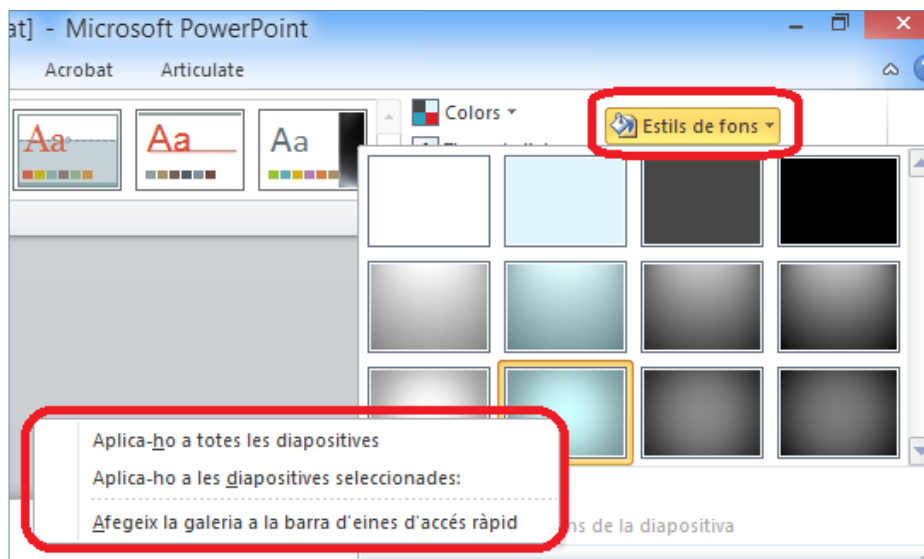 at] - Microsoft PowerPoint
Acrobat Articulate
Aa Aa Aa
Colors
Estils de fons
Aplica-ho a totes les diapositives
Aplica-ho a les diapositives seleccionades:
Afegeix la galeria a la barra d'eines d'accés ràpid
ns de la diapositiva